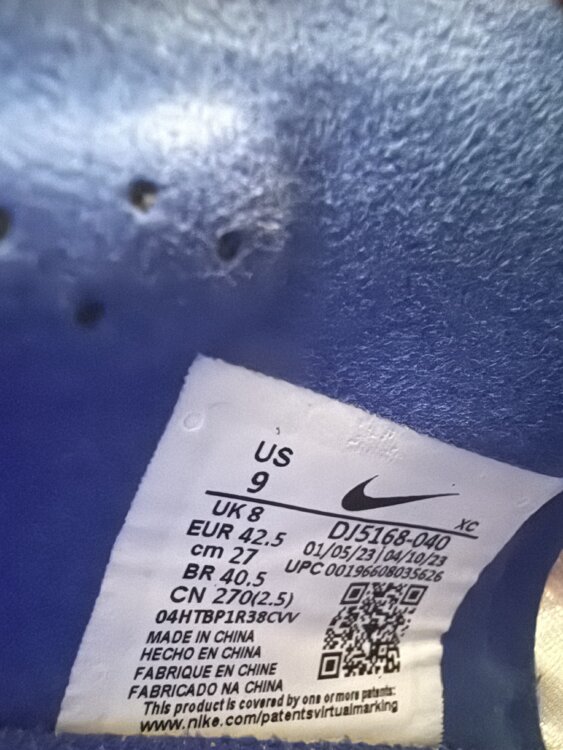 US
9
XC
UK 8
DJ5168-040
EUR 42.5
01/05/23 | 04/10/23
cm 27
UPC 00196608035626
BR 40.5
CN 270(2.5)
04HTBP1R38CVV
MADE IN CHINA
HECHO EN CHINA
FABRIQUE EN CHINE
FABRICADO NA CHINA
This product is covered by one or more patents:
www.nike.com/patentsvirtualmarking